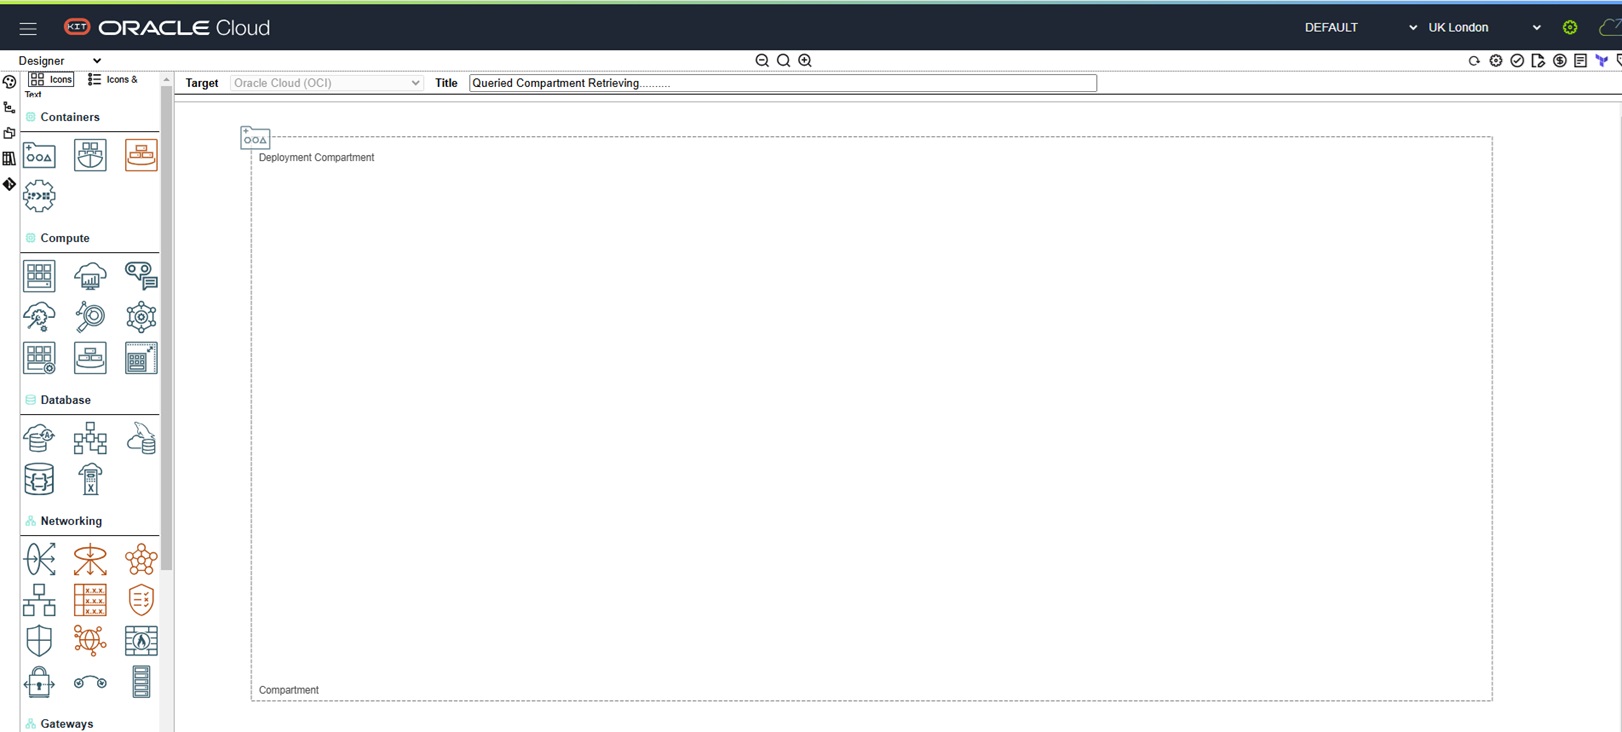 KIT ORACLE Cloud
DEFAULT
UK London
Designer
Icons
Icons &
Text
Target
Oracle Cloud (OCI)
Title
Queried Compartment Retrieving..........
Containers
Deployment Compartment
Compute
Database
Networking
Compartment
Gateways